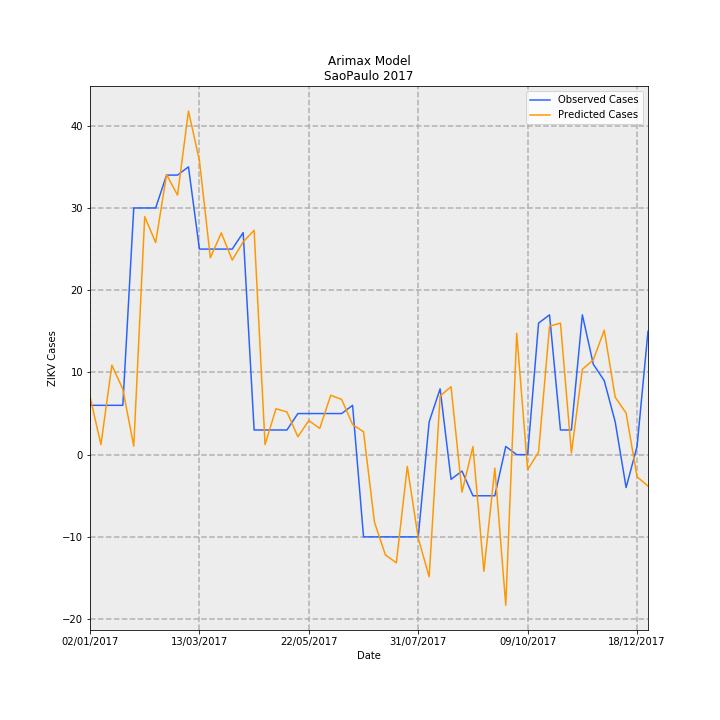 Arimax Model
SaoPaulo 2017
Observed Cases
Predicted Cases
ZIKV Cases
40
30
20
10
0
−10
−20
02/01/2017 13/03/2017 22/05/2017 31/07/2017 09/10/2017 18/12/2017
Date